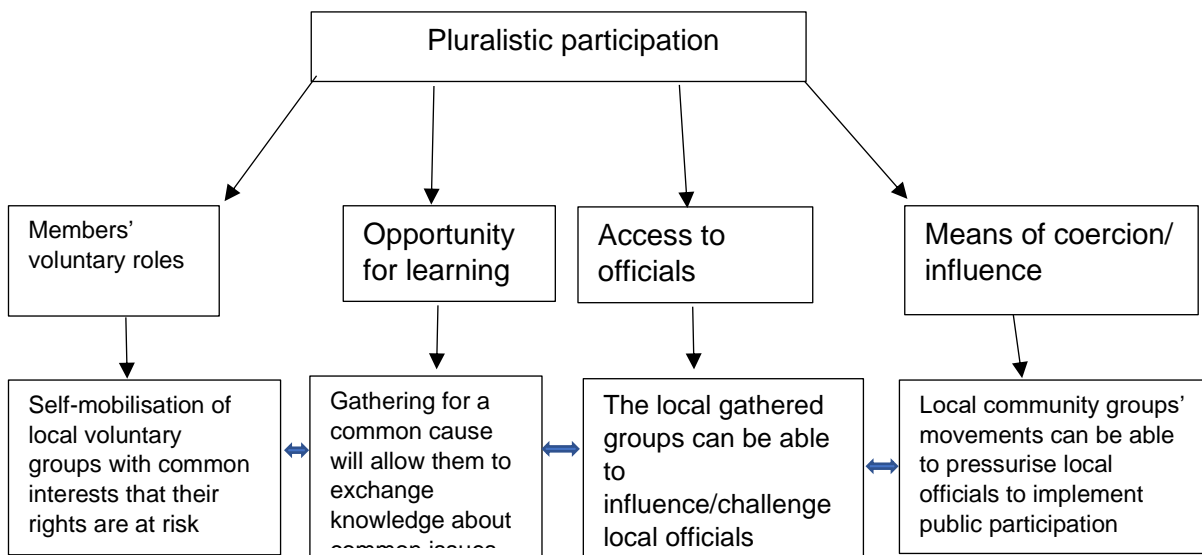 Pluralistic participation
Members’
voluntary roles
Opportunity
for learning
Access to
officials
Means of coercion/
influence
Self-mobilisation of
local voluntary
groups with common
interests that their
rights are at risk
Gathering for a
common cause
will allow them to
exchange
knowledge about
common issues
The local gathered
groups can be able
to
influence/challenge
local officials
Local community groups’
movements can be able
to pressurise local
officials to implement
public participation